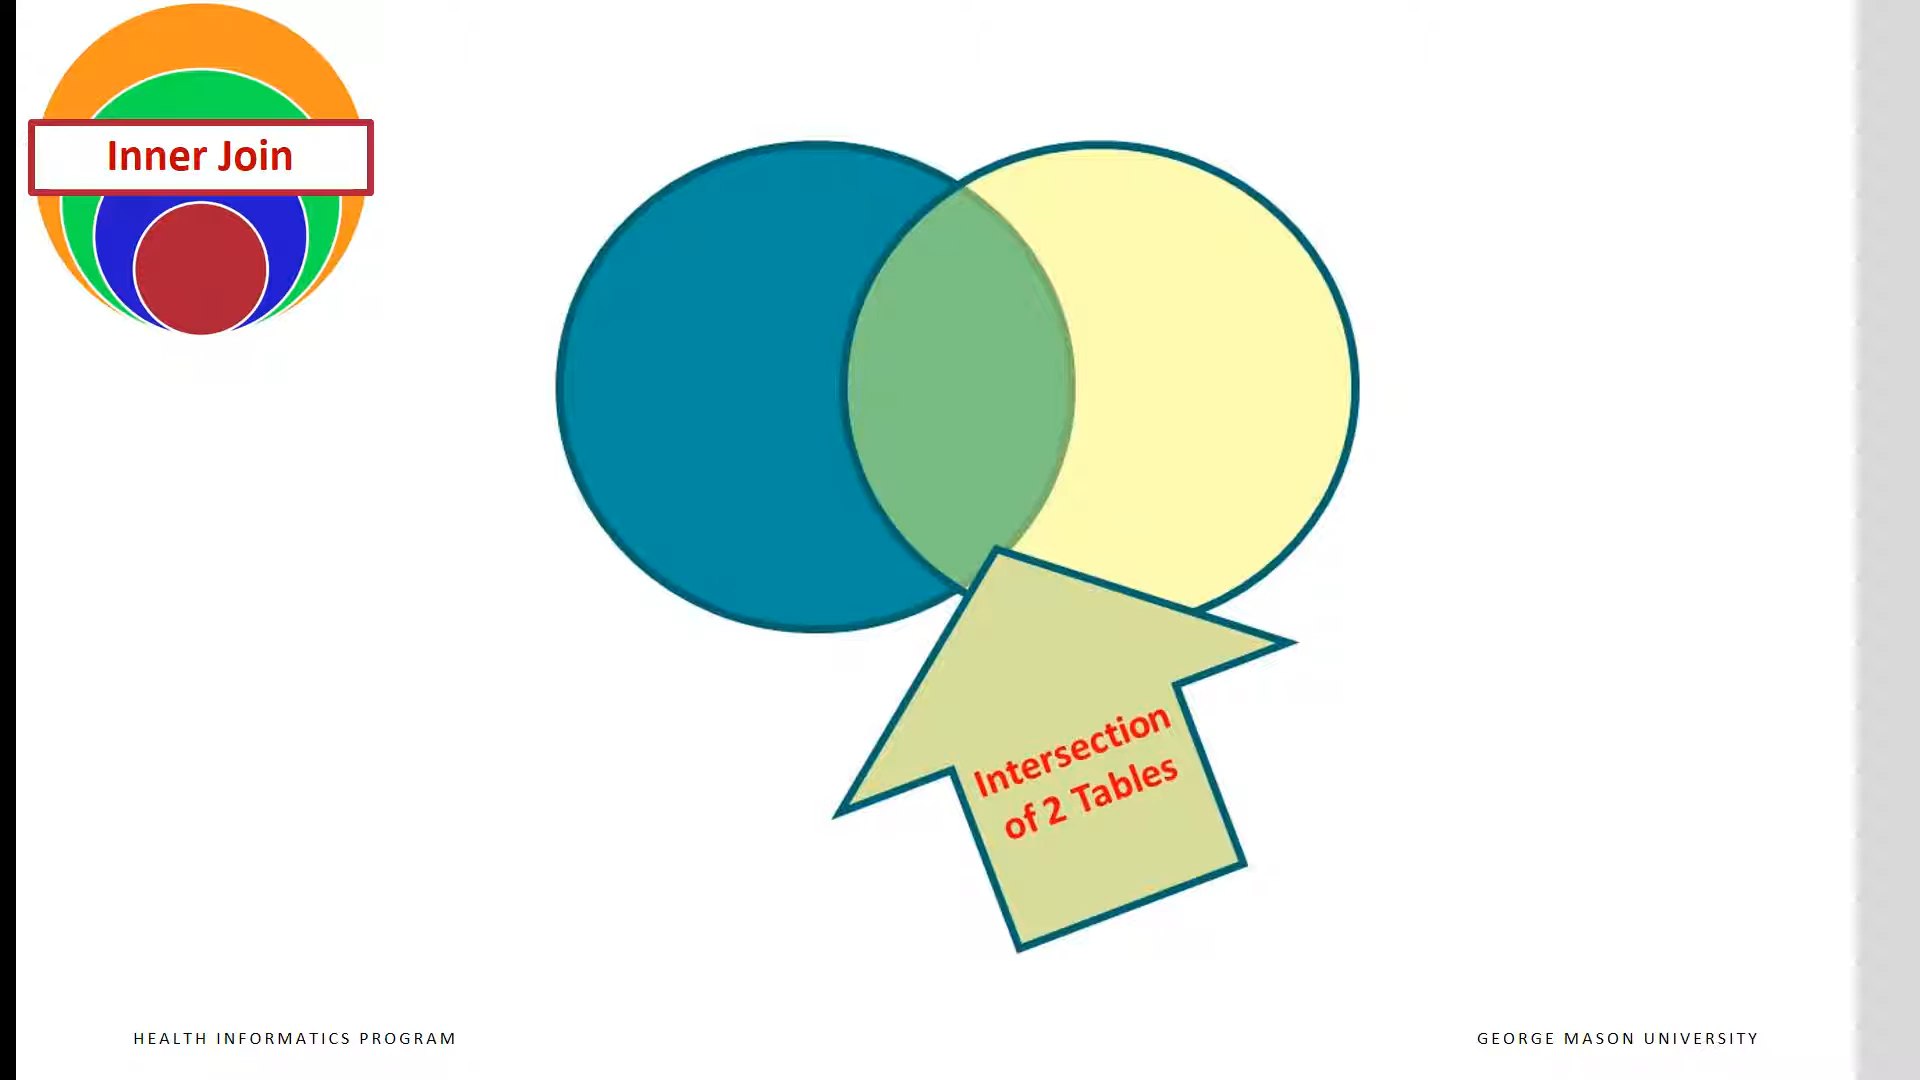 Inner Join
Intersection
of 2 Tables
HEALTH INFORMATICS PROGRAM
GEORGE MASON UNIVERSITY